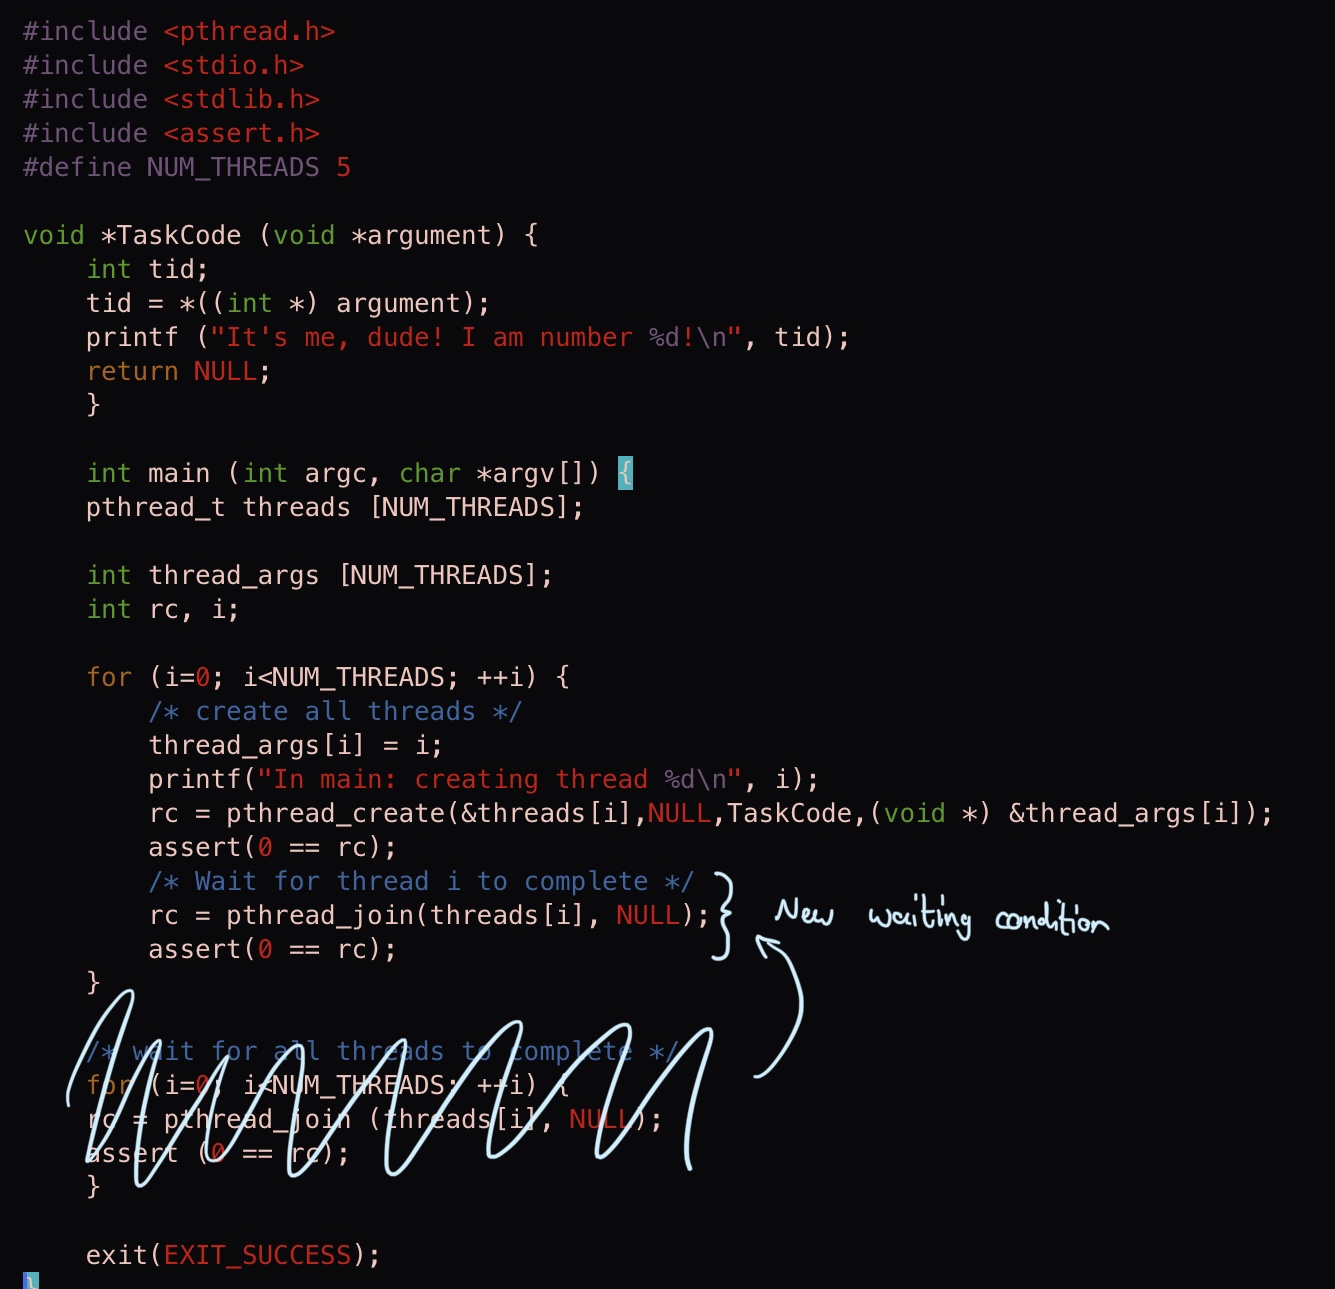 #include <pthread.h>
#include <stdio.h>
#include <stdlib.h>
#include <assert.h>
#define NUM_THREADS 5
void *TaskCode (void *argument) {
int tid;
tid = *((int *) argument);
printf ("It's me, dude! I am number %d!\n", tid);
return NULL;
}
int main (int argc, char *argv[]) {
pthread_t threads [NUM_THREADS];
int thread_args [NUM_THREADS];
int rc, i;
for (i=0; i<NUM_THREADS; ++i) {
/* create all threads */
thread_args[i] = i;
printf("In main: creating thread %d\n", i);
rc = pthread_create(&threads[i],NULL,TaskCode,(void *) &thread_args[i]);
assert(0 == rc);
/* Wait for thread i to complete */
rc = pthread_join(threads[i], NULL); } New waiting condition
assert(0 == rc);
}
/* wait for all threads to complete */
for (i=0; i<NUM_THREADS; ++i) {
rc = pthread_join (threads[i], NULL);
assert (0 == rc);
}
exit(EXIT_SUCCESS);
}